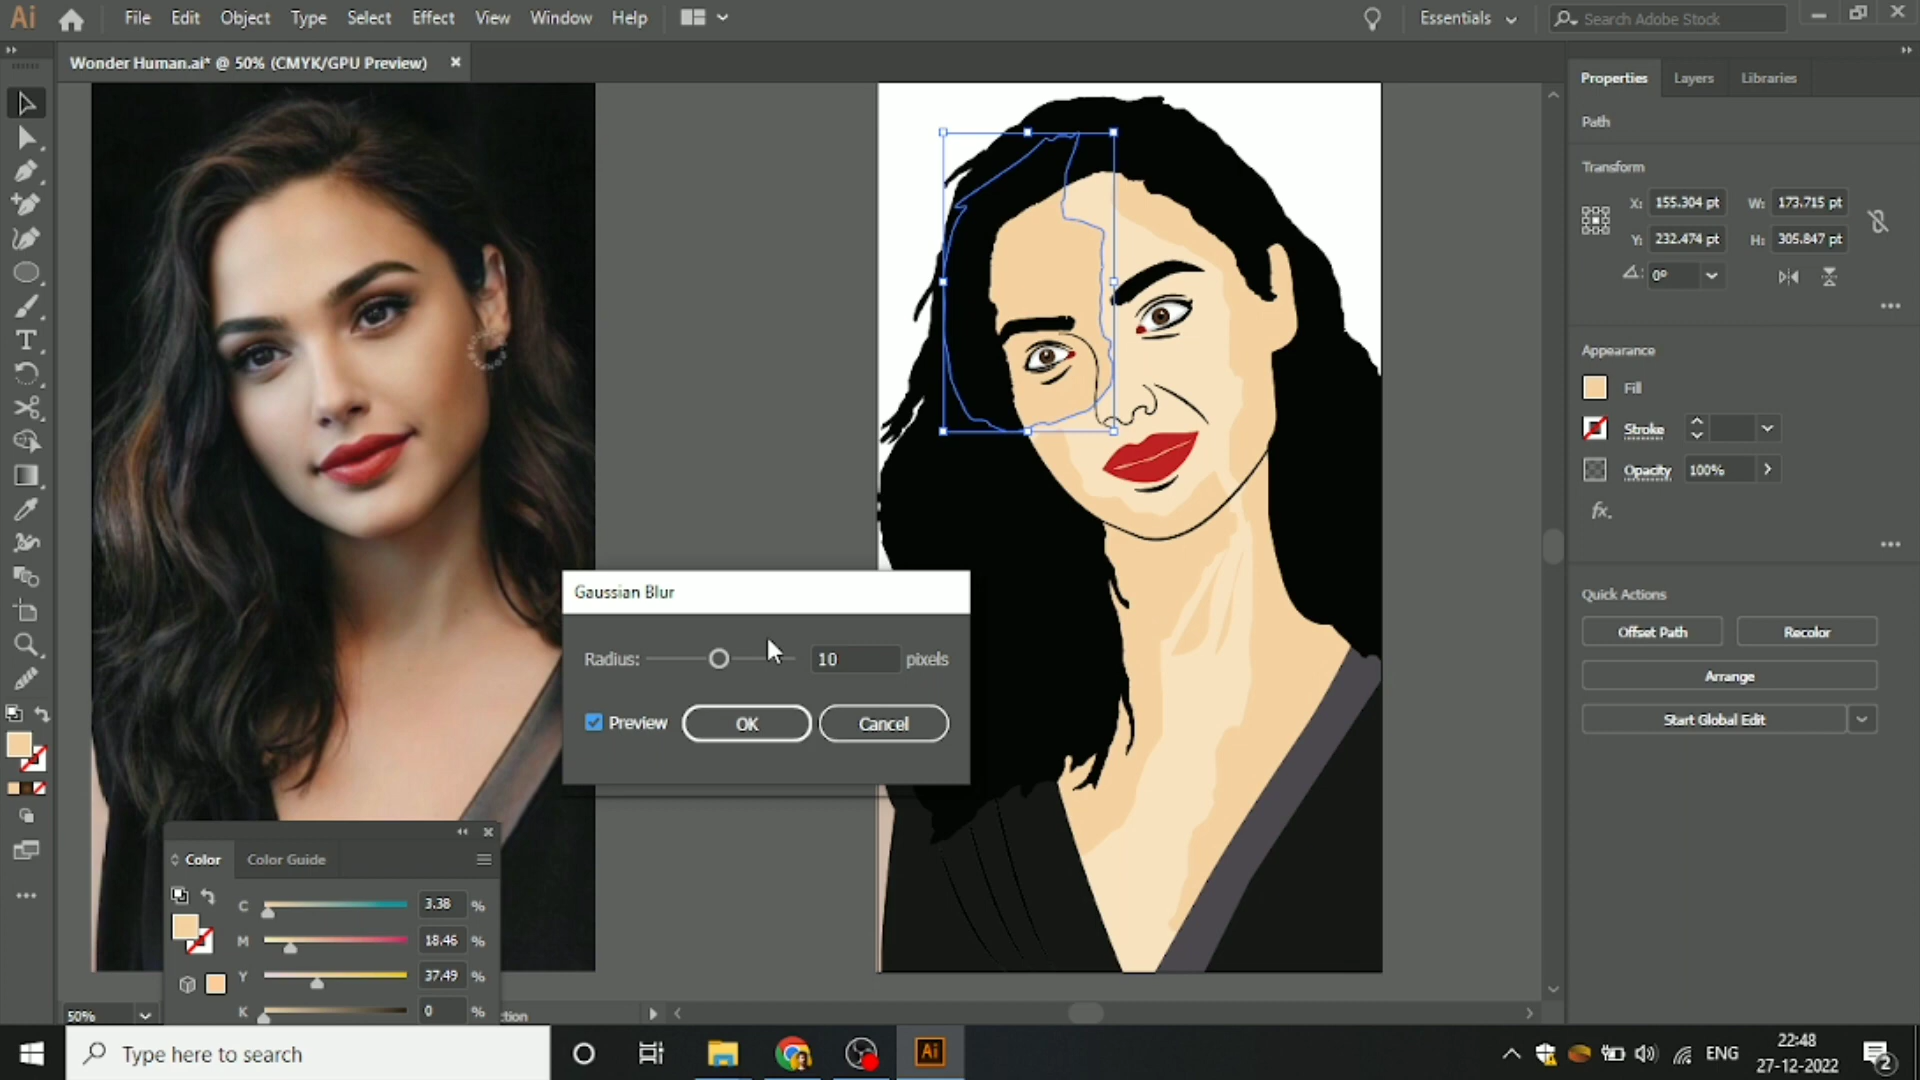 Ai File Edit Object Type Select Effect View Window Help Essentials Search Adobe Stock
Wonder Human.ai* @ 50% (CMYK/GPU Preview) ×
Properties Layers Libraries
Path
Transform
X: 155.304 pt W: 173.715 pt
Y: 232.474 pt H: 305.847 pt
0°
Appearance
Fill
Stroke
Opacity 100%
fx.
Quick Actions
Offset Path Recolor
Arrange
Start Global Edit
Gaussian Blur
Radius: 10 pixels
Preview OK Cancel
Color Color Guide
C 3.38 %
M 18.46 %
Y 37.49 %
K 0 %
50%
Type here to search
Ai
ENG
22:48
27-12-2022
2